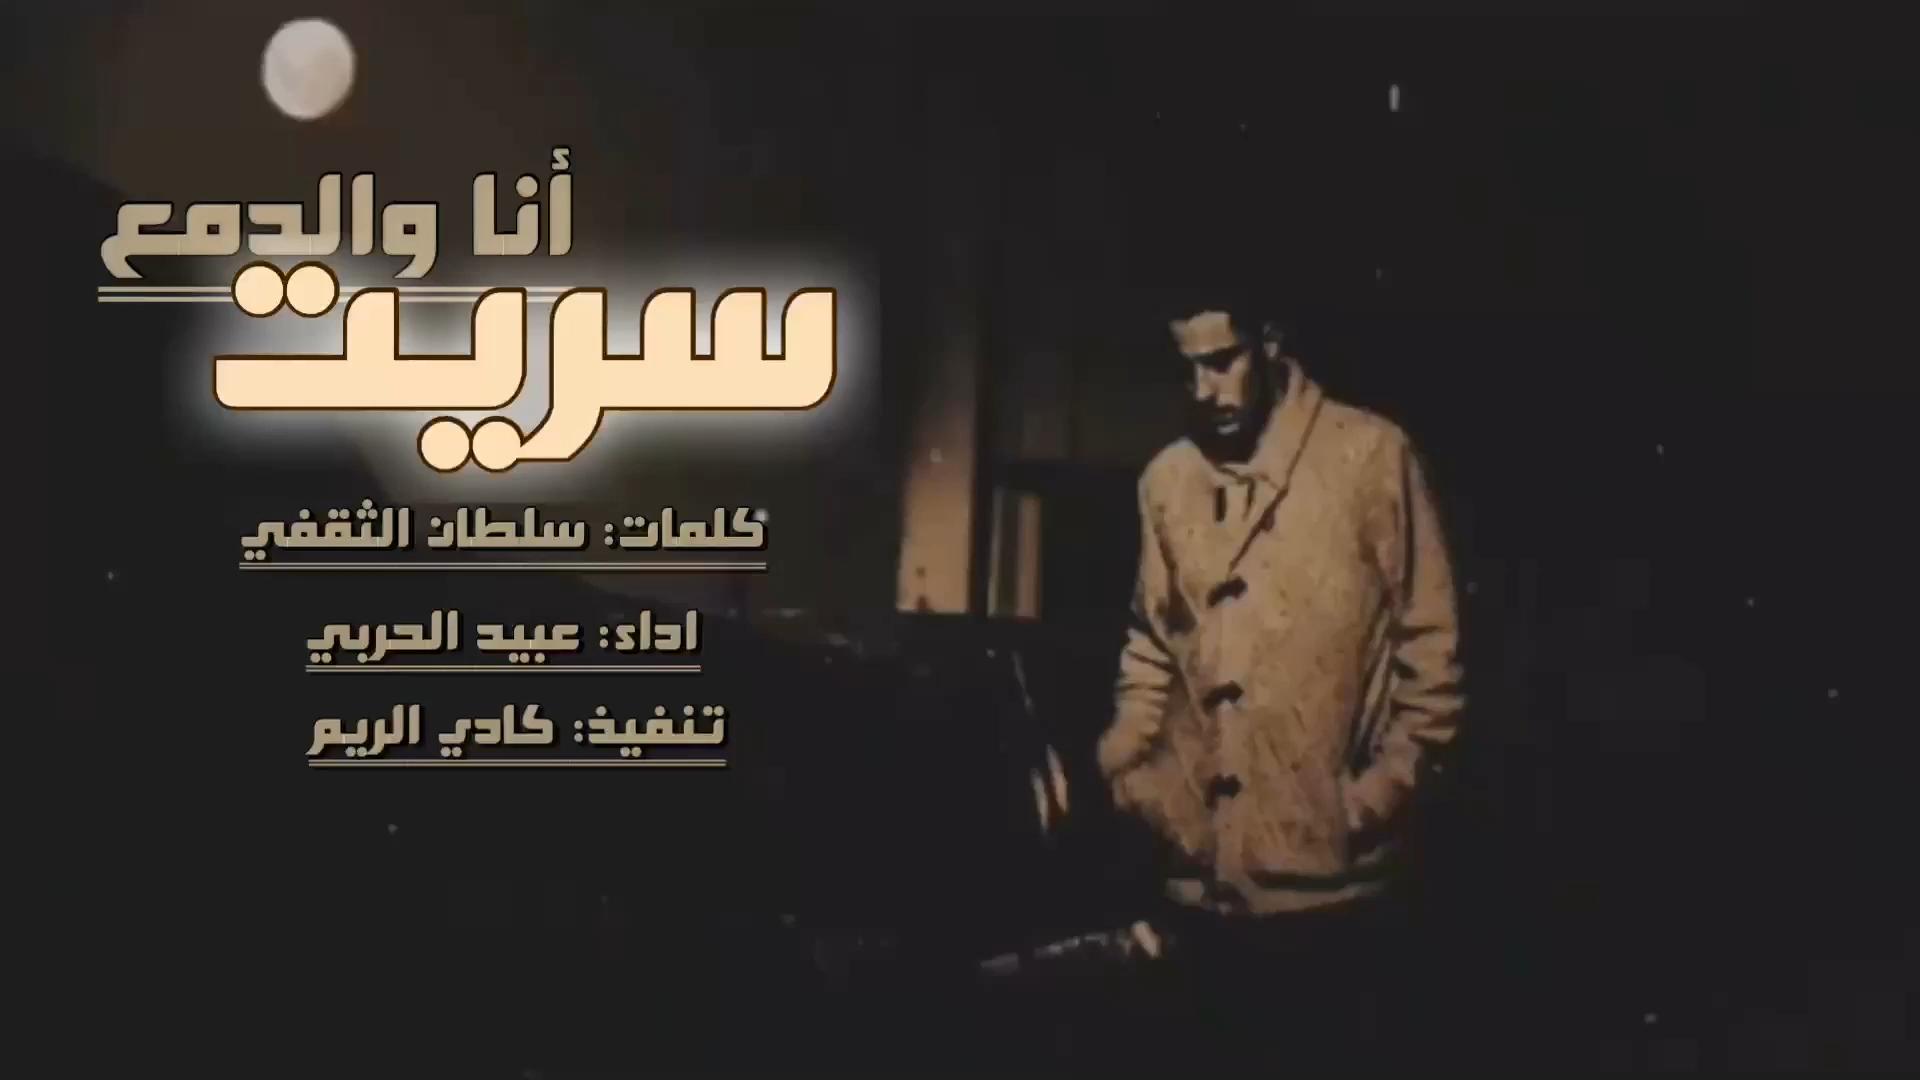 أنا والدمع
سريت
كلمات: سلطان الثقفي
اداء: عبيد الحربي
تنفيذ: كادي الريم